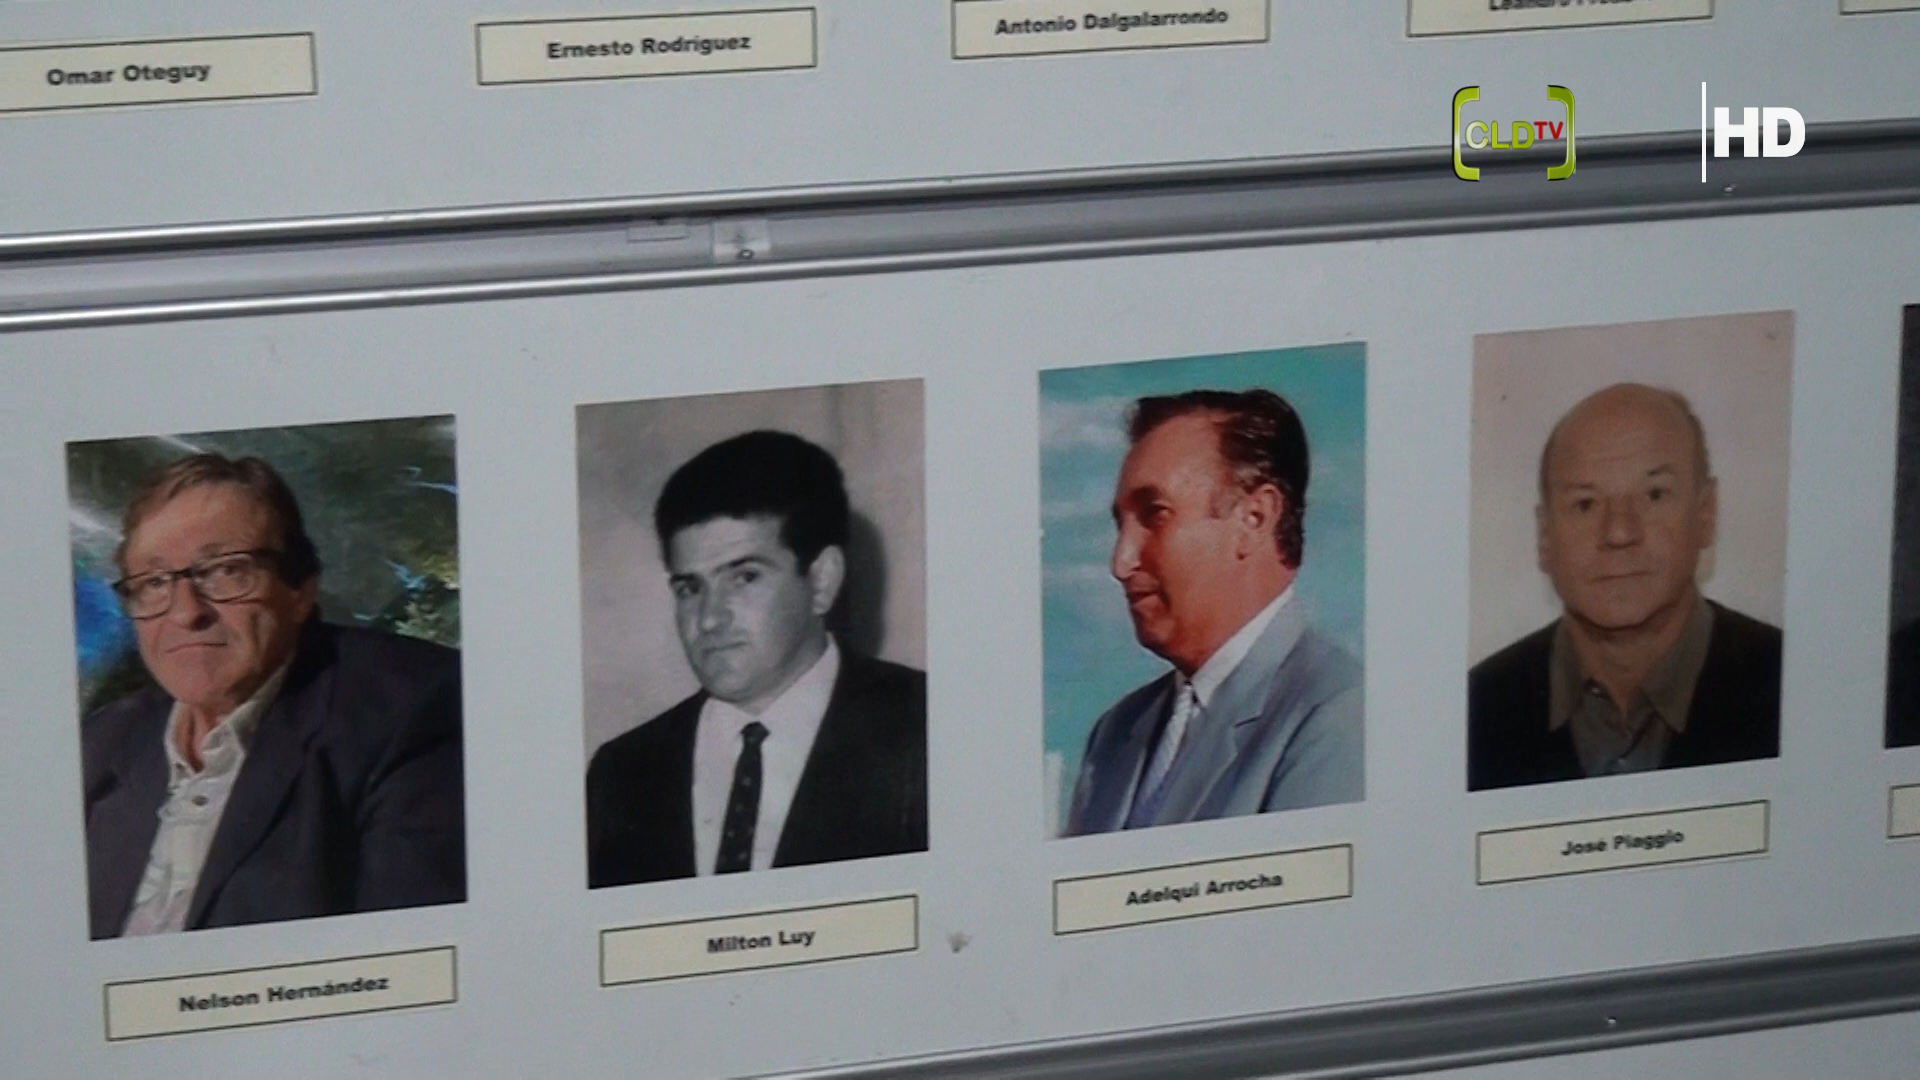 Omar Oteguy
Ernesto Rodríguez
Antonio Dalgalarrondo
CLDTV
HD
Nelson Hernández
Milton Luy
Adelqui Arrocha
José Piaggio